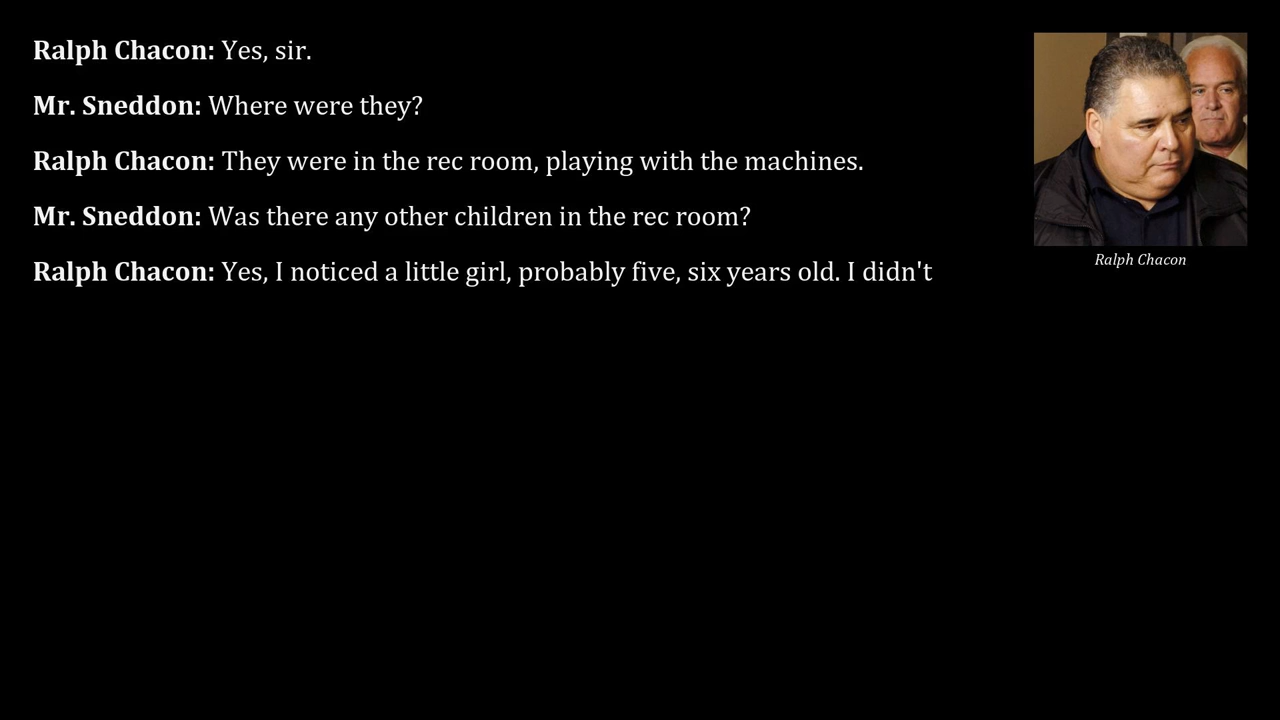 Ralph Chacon: Yes, sir.
Mr. Sneddon: Where were they?
Ralph Chacon: They were in the rec room, playing with the machines.
Mr. Sneddon: Was there any other children in the rec room?
Ralph Chacon: Yes, I noticed a little girl, probably five, six years old. I didn't
Ralph Chacon